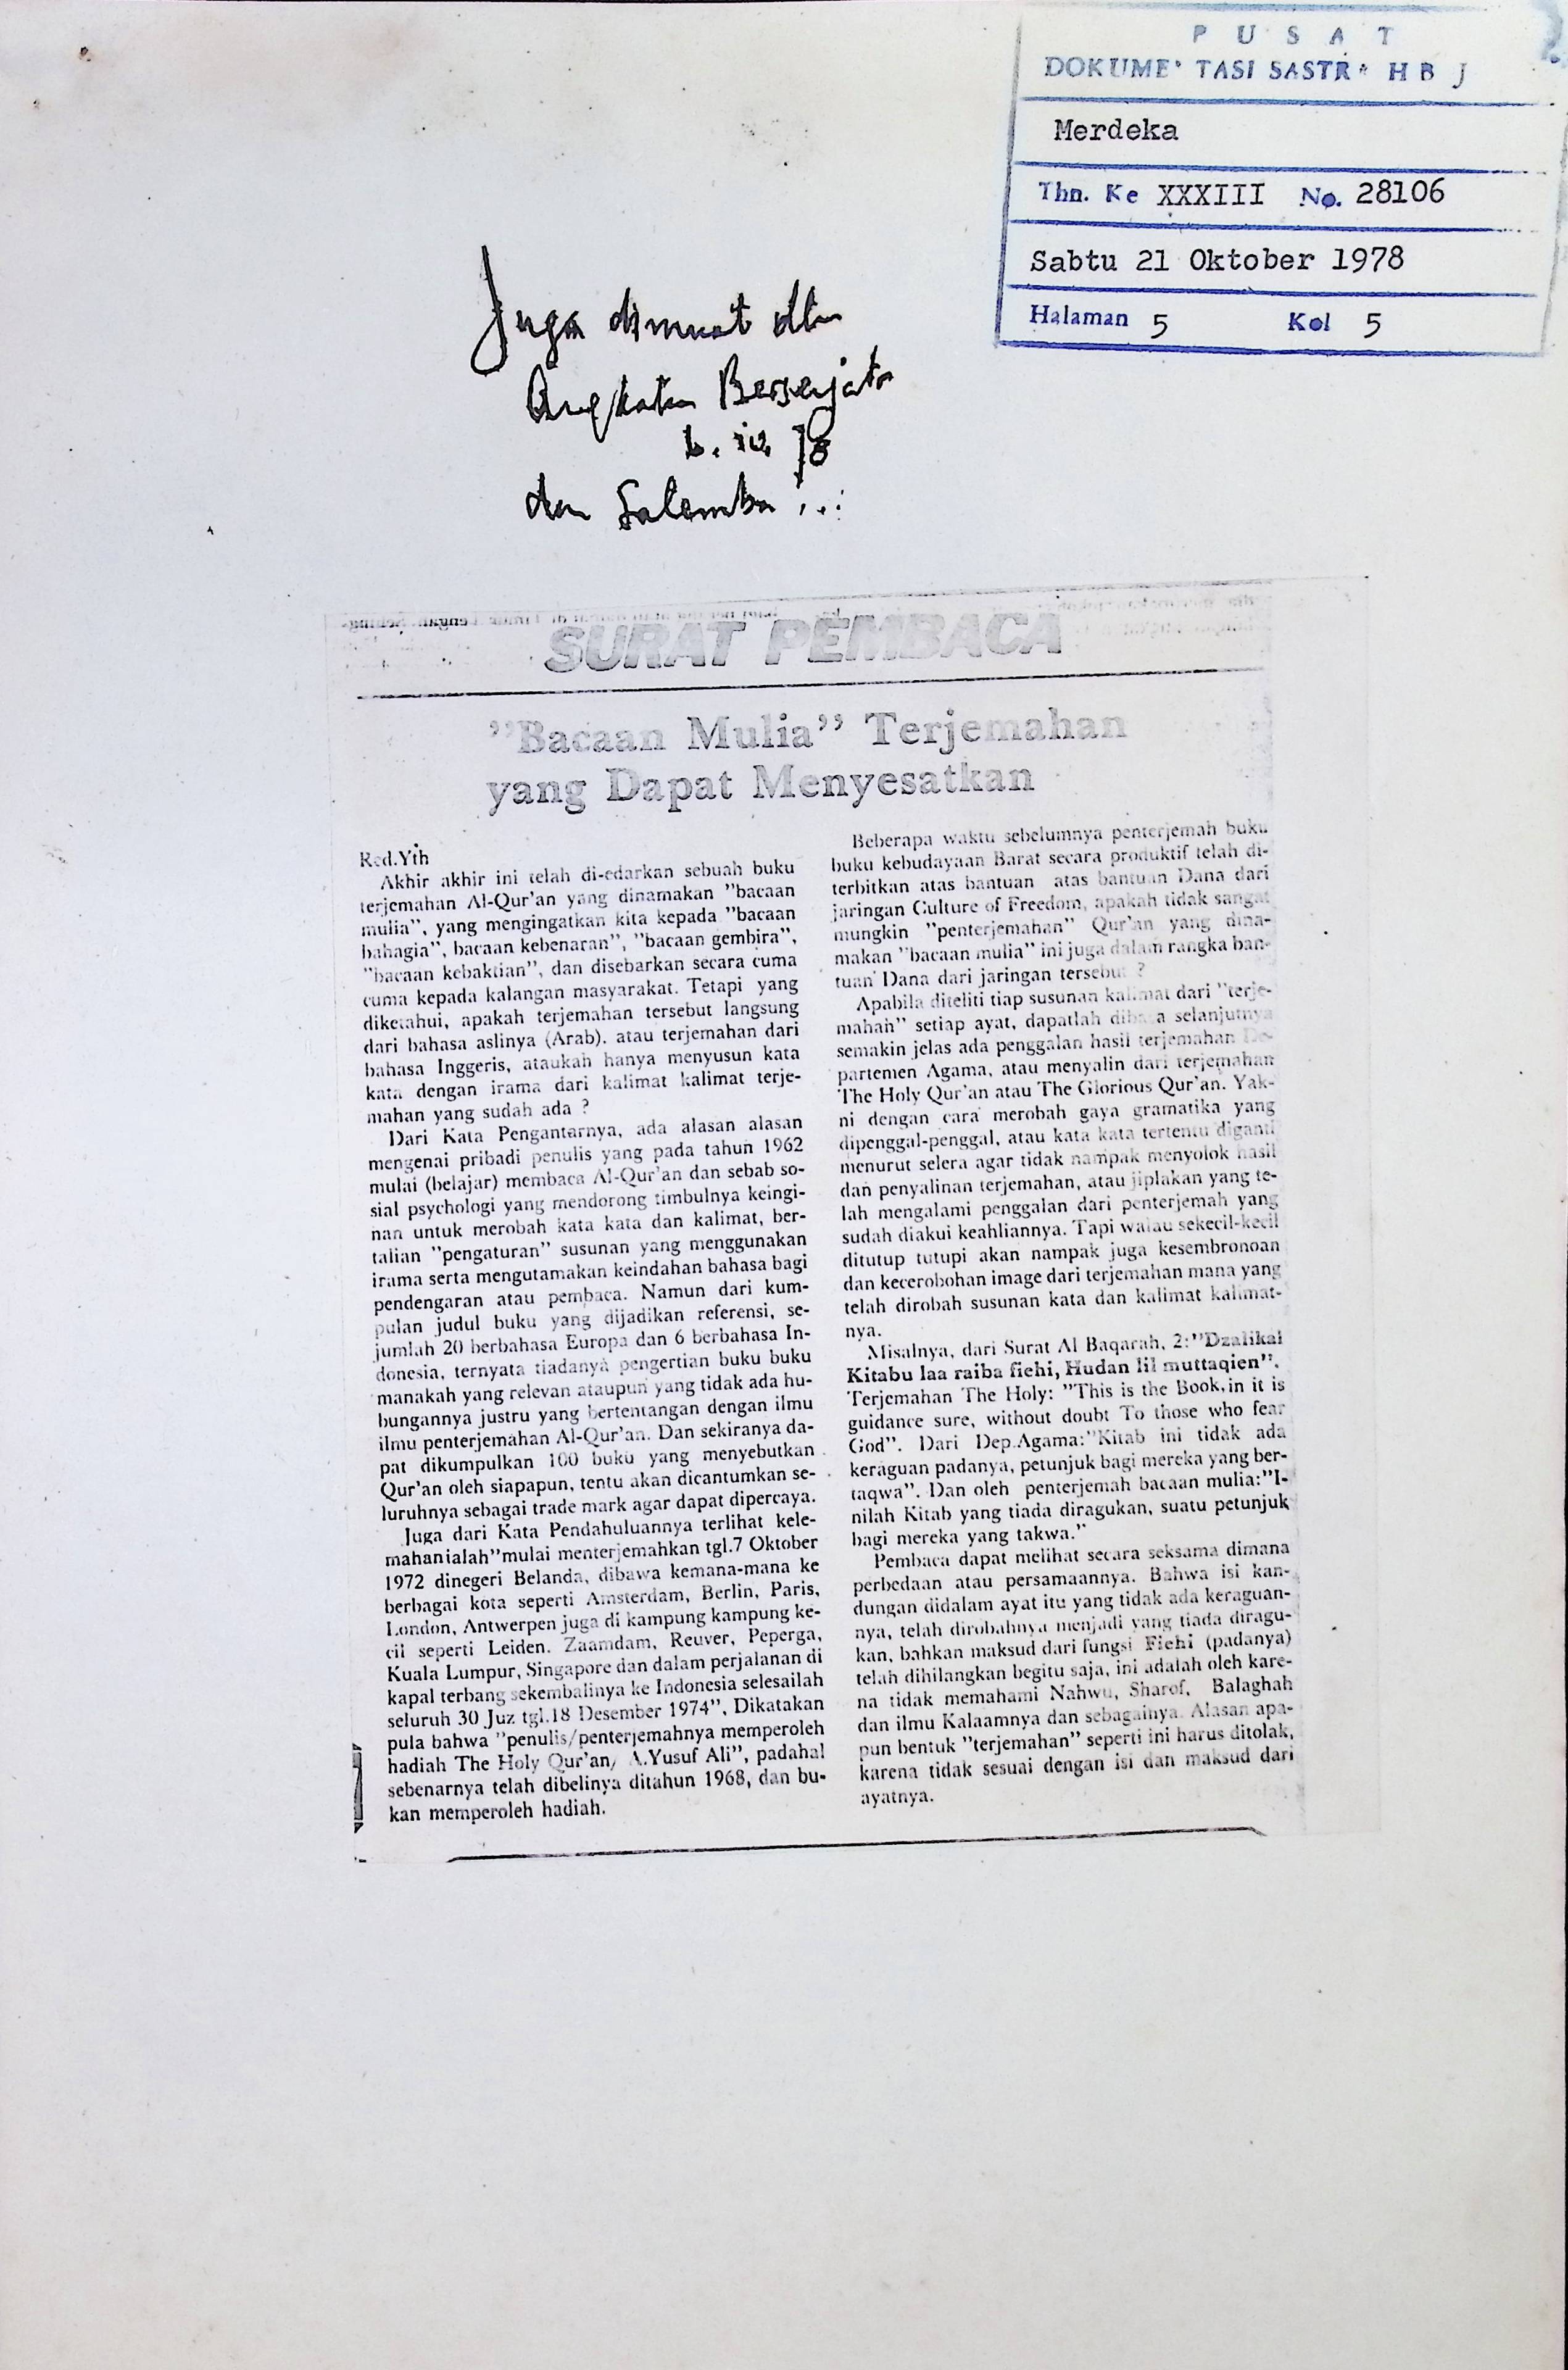 P U S A T
DOKUME TASI SASTR H B J
Merdeka
Thn. Ke XXXIII No. 28106
Sabtu 21 Oktober 1978
Halaman 5 Kol 5
Juga dimuat dlm
Angkatan Bersenjata
78
dan Salemba ...
SURAT PEMBACA
"Bacaan Mulia" Terjemahan
yang Dapat Menyesatkan
Red.Yth
Akhir akhir ini telah di-edarkan sebuah buku
terjemahan Al-Qur'an yang dinamakan "bacaan
mulia", yang mengingatkan kita kepada "bacaan
bahagia", bacaan kebenaran", "bacaan gembira",
"bacaan kebaktian", dan disebarkan secara cuma
cuma kepada kalangan masyarakat. Tetapi yang
diketahui, apakah terjemahan tersebut langsung
dari bahasa aslinya (Arab). atau terjemahan dari
bahasa Inggeris, ataukah hanya menyusun kata
kata dengan irama dari kalimat kalimat terje-
mahan yang sudah ada ?
Dari Kata Pengantarnya, ada alasan alasan
mengenai pribadi penulis yang pada tahun 1962
mulai (belajar) membaca Al-Qur'an dan sebab so-
sial psychologi yang mendorong timbulnya keingi-
nan untuk merobah kata kata dan kalimat, ber-
talian "pengaturan" susunan yang menggunakan
irama serta mengutamakan keindahan bahasa bagi
pendengaran atau pembaca. Namun dari kum-
pulan judul buku yang dijadikan referensi, se-
jumlah 20 berbahasa Europa dan 6 berbahasa In-
donesia, ternyata tiadanya pengertian buku buku
manakah yang relevan ataupun yang tidak ada hu-
bungannya justru yang bertentangan dengan ilmu
ilmu penterjemahan Al-Qur'an. Dan sekiranya da-
pat dikumpulkan 100 buku yang menyebutkan
Qur'an oleh siapapun, tentu akan dicantumkan se-
luruhnya sebagai trade mark agar dapat dipercaya.
Juga dari Kata Pendahuluannya terlihat kele-
mahanialah"mulai menterjemahkan tgl.7 Oktober
1972 dinegeri Belanda, dibawa kemana-mana ke
berbagai kota seperti Amsterdam, Berlin, Paris,
London, Antwerpen juga di kampung kampung ke-
cil seperti Leiden. Zaamdam, Reuver, Peperga,
Kuala Lumpur, Singapore dan dalam perjalanan di
kapal terbang sekembalinya ke Indonesia selesailah
seluruh 30 Juz tgl.18 Desember 1974", Dikatakan
pula bahwa "penulis/penterjemahnya memperoleh
hadiah The Holy Qur'an/ A.Yusuf Ali", padahal
sebenarnya telah dibelinya ditahun 1968, dan bu-
kan memperoleh hadiah.
Beberapa waktu sebelumnya penterjemah buku
buku kebudayaan Barat secara produktif telah di-
terbitkan atas bantuan atas bantuan Dana dari
jaringan Culture of Freedom, apakah tidak sangat
mungkin "penterjemahan" Qur'an yang dina-
makan "bacaan mulia" ini juga dalam rangka ban-
tuan Dana dari jaringan tersebut ?
Apabila diteliti tiap susunan kalimat dari "terje-
mahan" setiap ayat, dapatlah dibaca selanjutnya
semakin jelas ada penggalan hasil terjemahan De-
partemen Agama, atau menyalin dari terjemahan
The Holy Qur'an atau The Glorious Qur'an. Yak-
ni dengan cara merobah gaya gramatika yang
dipenggal-penggal, atau kata kata tertentu diganti
menurut selera agar tidak nampak menyolok hasil
dan penyalinan terjemahan, atau jiplakan yang te-
lah mengalami penggalan dari penterjemah yang
sudah diakui keahliannya. Tapi walau sekecil-kecil
ditutup tutupi akan nampak juga kesembronoan
dan kecerobohan image dari terjemahan mana yang
telah dirobah susunan kata dan kalimat kalimat-
nya.
Misalnya, dari Surat Al Baqarah, 2:"Dzalikal
Kitabu laa raiba fiehi, Hudan lil muttaqien".
Terjemahan The Holy: "This is the Book,in it is
guidance sure, without doubt To those who fear
God". Dari Dep.Agama:"Kitab ini tidak ada
keraguan padanya, petunjuk bagi mereka yang ber-
taqwa". Dan oleh penterjemah bacaan mulia:"I-
nilah Kitab yang tiada diragukan, suatu petunjuk
bagi mereka yang takwa."
Pembaca dapat melihat secara seksama dimana
perbedaan atau persamaannya. Bahwa isi kan-
dungan didalam ayat itu yang tidak ada keraguan-
nya, telah dirobahnya menjadi yang tiada diragu-
kan, bahkan maksud dari fungsi Fiehi (padanya)
telah dihilangkan begitu saja, ini adalah oleh kare-
na tidak memahami Nahwu, Sharof, Balaghah
dan ilmu Kalaamnya dan sebagainya. Alasan apa-
pun bentuk "terjemahan" seperti ini harus ditolak,
karena tidak sesuai dengan isi dan maksud dari
ayatnya.